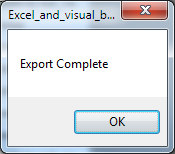 Excel_and_visual_b...
Export Complete
OK